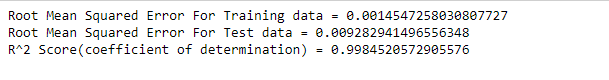 Root Mean Squared Error For Training data = 0.0014547258030807727
Root Mean Squared Error For Test data = 0.009282941496556348
R^2 Score(coefficient of determination) = 0.9984520572905576